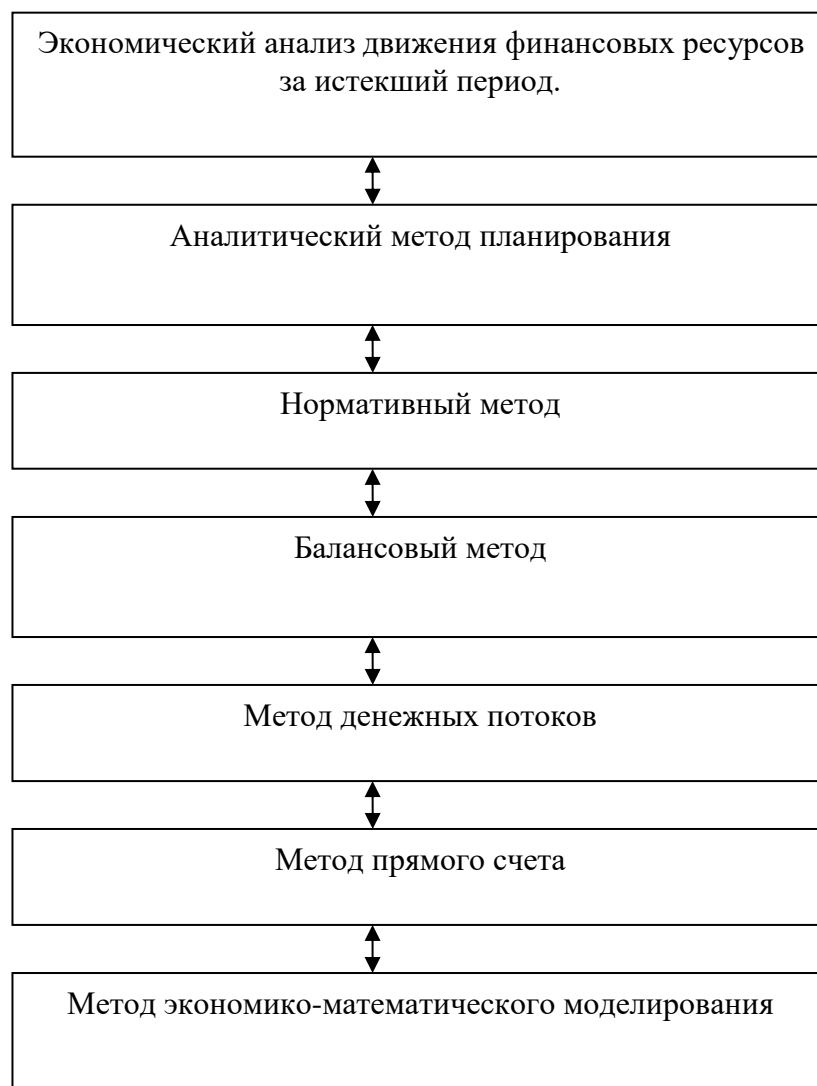 Экономический анализ движения финансовых ресурсов
за истекший период.
Аналитический метод планирования
Нормативный метод
Балансовый метод
Метод денежных потоков
Метод прямого счета
Метод экономико-математического моделирования